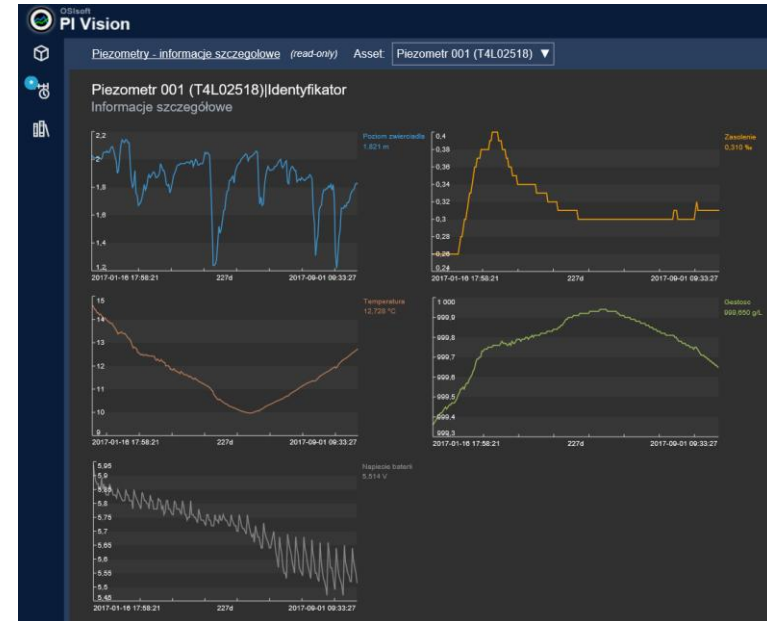 OSIsoft
PI Vision
Piezometry - informacje szczegolowe (read-only) Asset: Piezometr 001 (T4L02518) ▼
Piezometr 001 (T4L02518)|Identyfikator
Informacje szczegółowe
2,2
2
1,8
1,6
1,4
1,2
2017-01-16 17:58:21 227d 2017-09-01 09:33:27
Poziom zwierciadła
1,821 m
0,4
0,38
0,36
0,34
0,32
0,3
0,28
0,26
0,24
2017-01-16 17:58:21 227d 2017-09-01 09:33:27
Zasolenie
0,310 ‰
15
14
13
12
11
10
9
2017-01-16 17:58:21 227d 2017-09-01 09:33:27
Temperatura
12,728 °C
1 000
999,9
999,8
999,7
999,6
999,5
999,4
999,3
2017-01-16 17:58:21 227d 2017-09-01 09:33:27
Gestosc
999,650 g/L
5,95
5,9
5,85
5,8
5,75
5,7
5,65
5,6
5,55
5,5
5,45
2017-01-16 17:58:21 227d 2017-09-01 09:33:27
Napiecie baterii
5,514 V